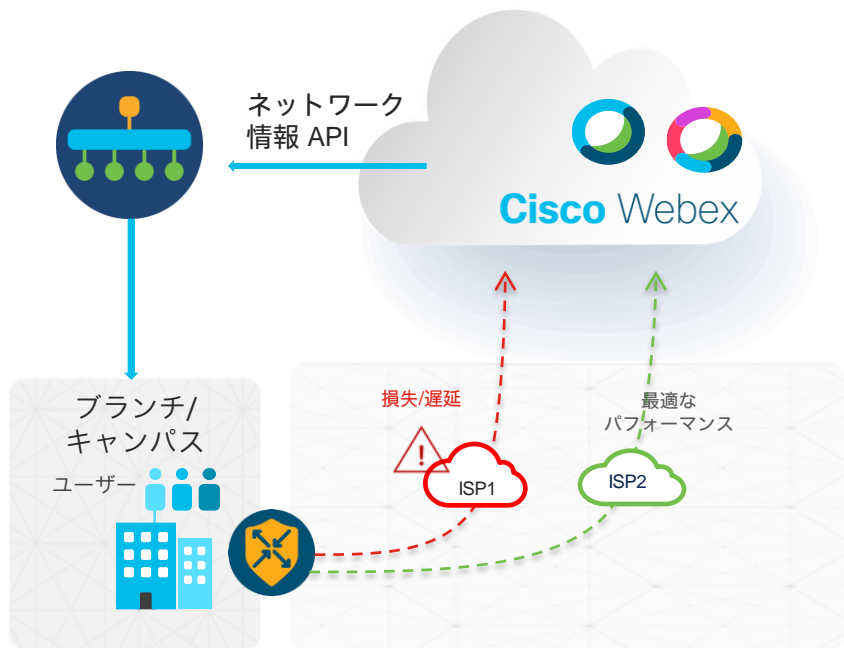 ネットワーク
情報 API
Cisco Webex
ブランチ/
キャンパス
ユーザー
損失/遅延
最適な
パフォーマンス
ISP1
ISP2